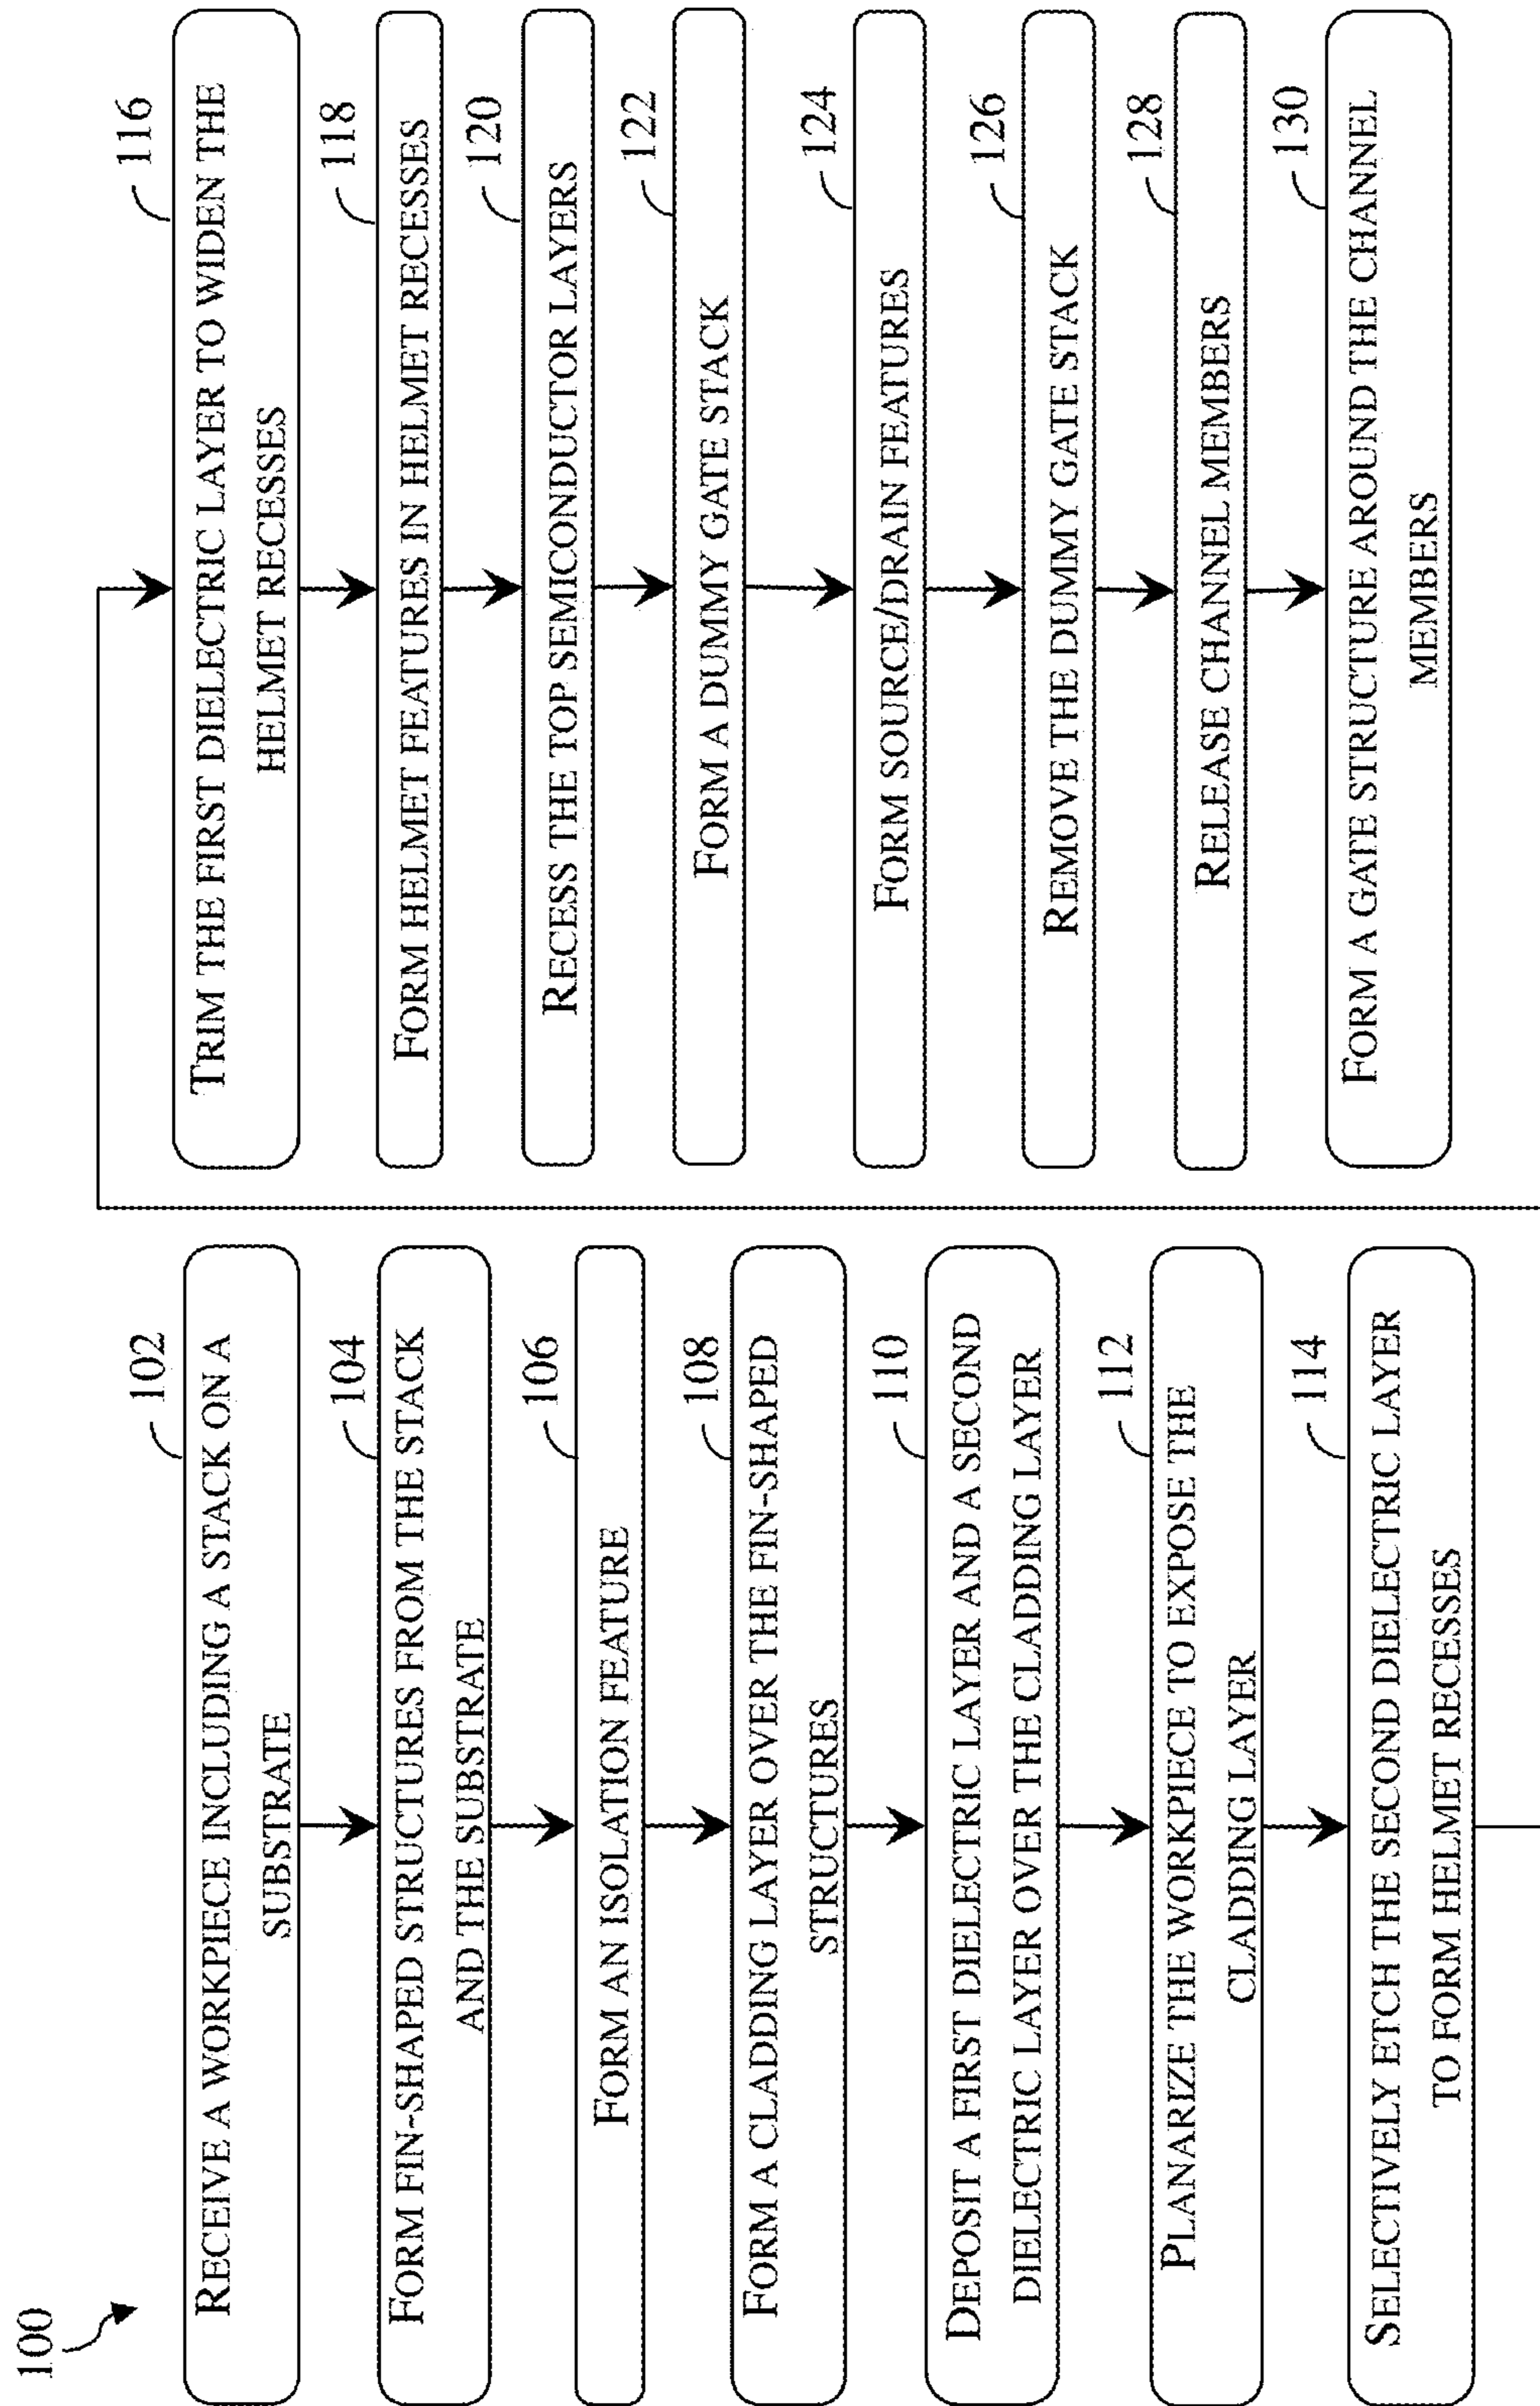 100
102
RECEIVE A WORKPIECE INCLUDING A STACK ON A
SUBSTRATE
104
FORM FIN-SHAPED STRUCTURES FROM THE STACK
AND THE SUBSTRATE
106
FORM AN ISOLATION FEATURE
108
FORM A CLADDING LAYER OVER THE FIN-SHAPED
STRUCTURES
110
DEPOSIT A FIRST DIELECTRIC LAYER AND A SECOND
DIELECTRIC LAYER OVER THE CLADDING LAYER
112
PLANARIZE THE WORKPIECE TO EXPOSE THE
CLADDING LAYER
114
SELECTIVELY ETCH THE SECOND DIELECTRIC LAYER
TO FORM HELMET RECESSES
116
TRIM THE FIRST DIELECTRIC LAYER TO WIDEN THE
HELMET RECESSES
118
FORM HELMET FEATURES IN HELMET RECESSES
120
RECESS THE TOP SEMICONDUCTOR LAYERS
122
FORM A DUMMY GATE STACK
124
FORM SOURCE/DRAIN FEATURES
126
REMOVE THE DUMMY GATE STACK
128
RELEASE CHANNEL MEMBERS
130
FORM A GATE STRUCTURE AROUND THE CHANNEL
MEMBERS